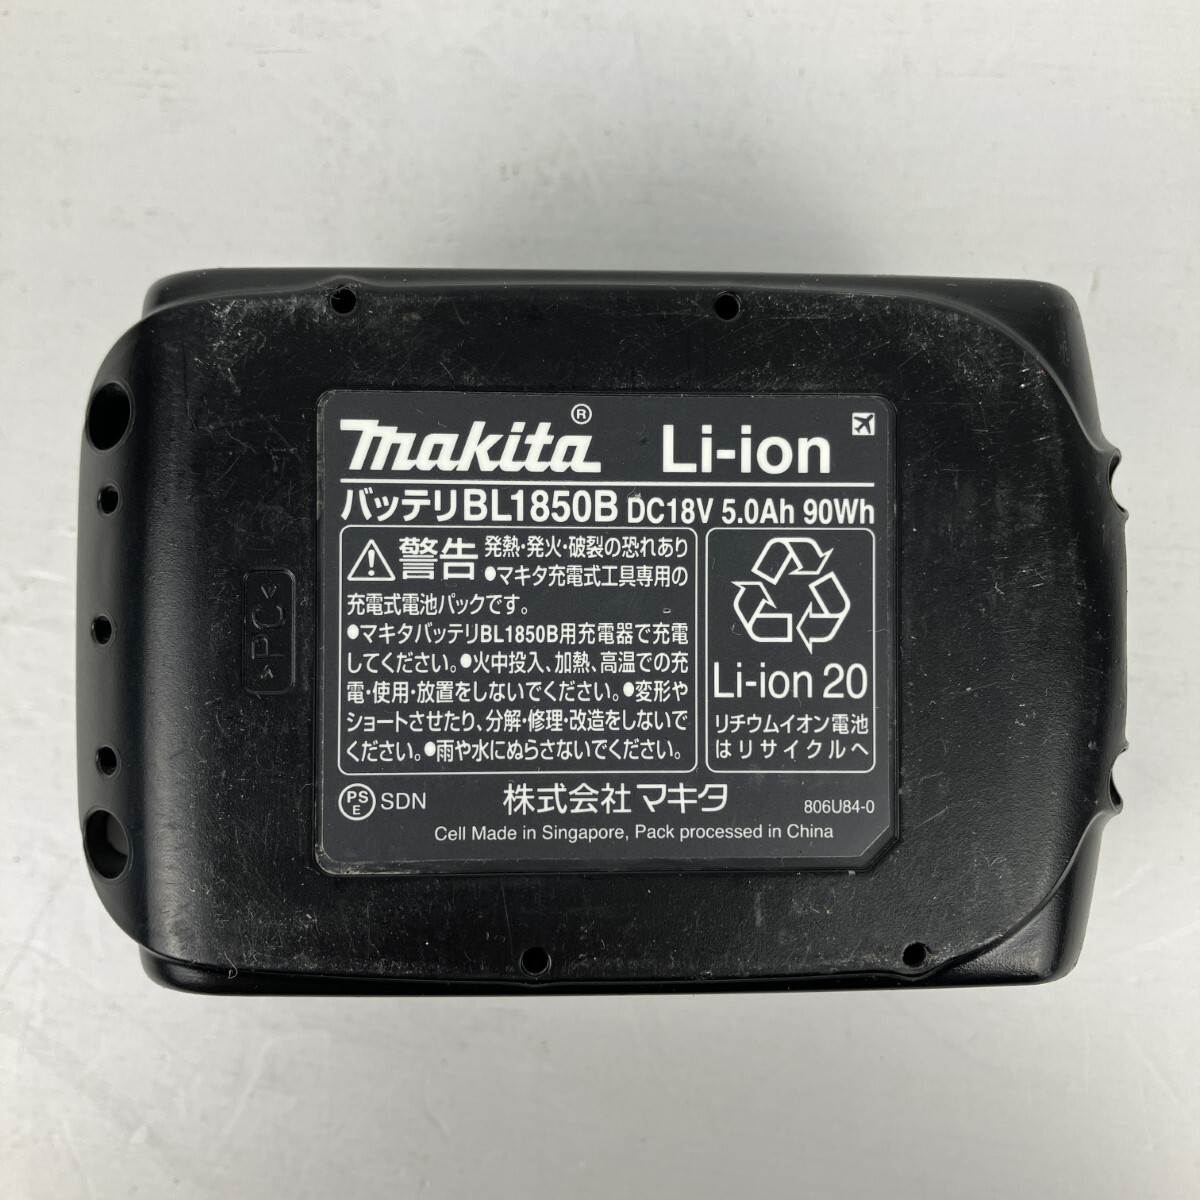 makita® Li-ion
バッテリBL1850B DC18V 5.0Ah 90Wh
警告 発熱・発火・破裂の恐れあり
●マキタ充電式工具専用の
充電式電池パックです。
●マキタバッテリBL1850B用充電器で充電
してください。●火中投入、加熱、高温での充
電・使用・放置をしないでください。●変形や
ショートさせたり、分解・修理・改造をしないで
ください。●雨や水にぬらさないでください。
Li-ion 20
リチウムイオン電池
はリサイクルへ
PSE SDN 株式会社マキタ 806U84-0
Cell Made in Singapore, Pack processed in China
>PC<